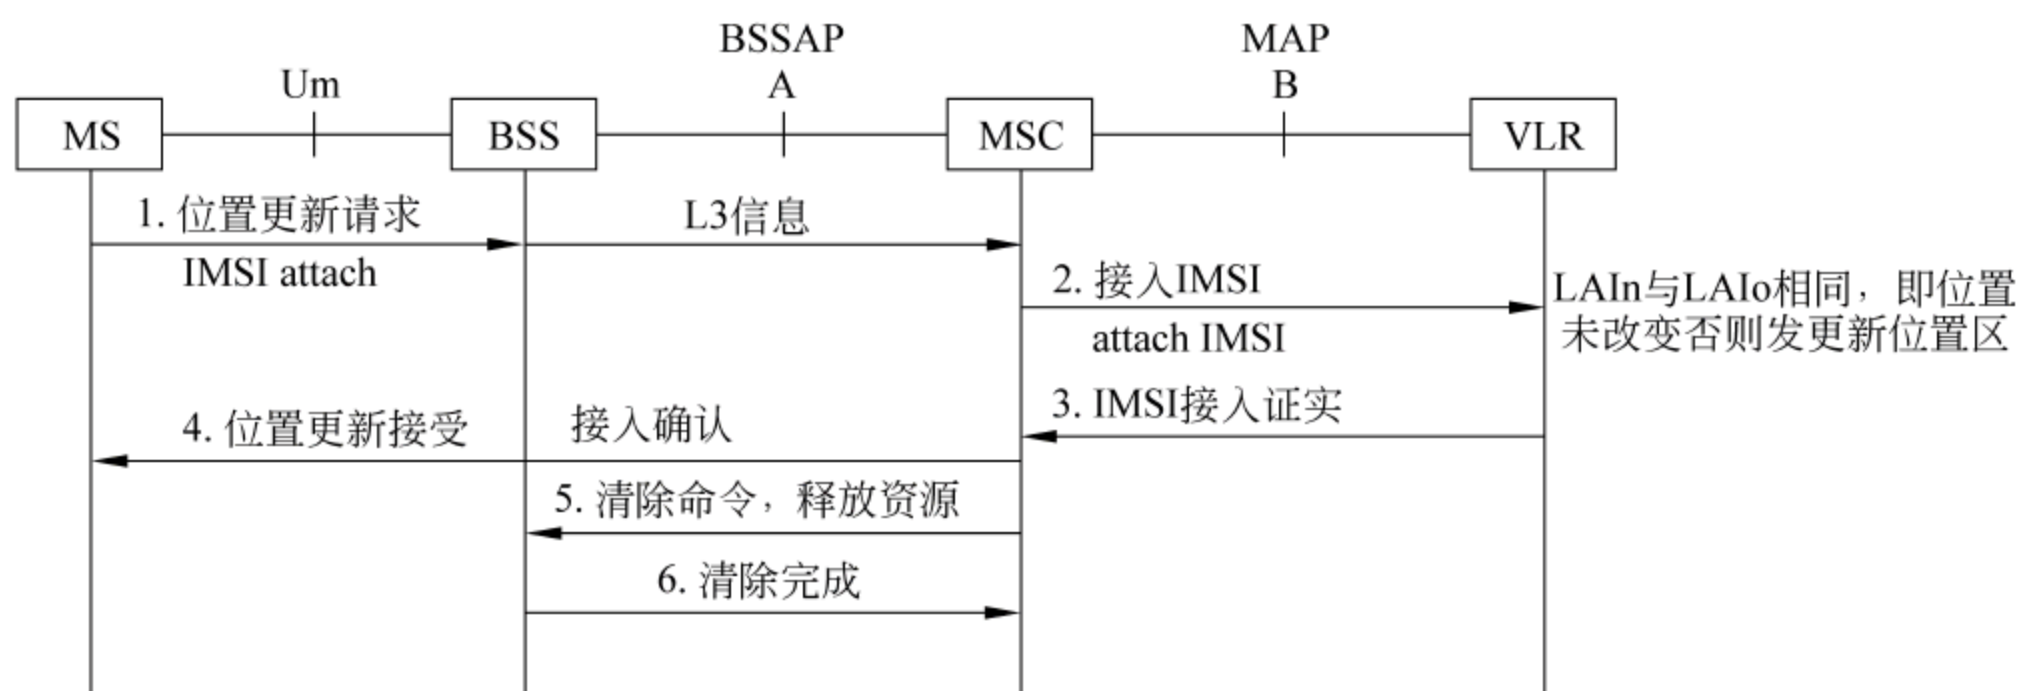 BSSAP
MAP
Um
A
B
MS
BSS
MSC
VLR
1. 位置更新请求
L3信息
IMSI attach
2. 接入IMSI
attach IMSI
LAIn与LAIo相同，即位置
未改变否则发更新位置区
3. IMSI接入证实
4. 位置更新接受
接入确认
5. 清除命令，释放资源
6. 清除完成